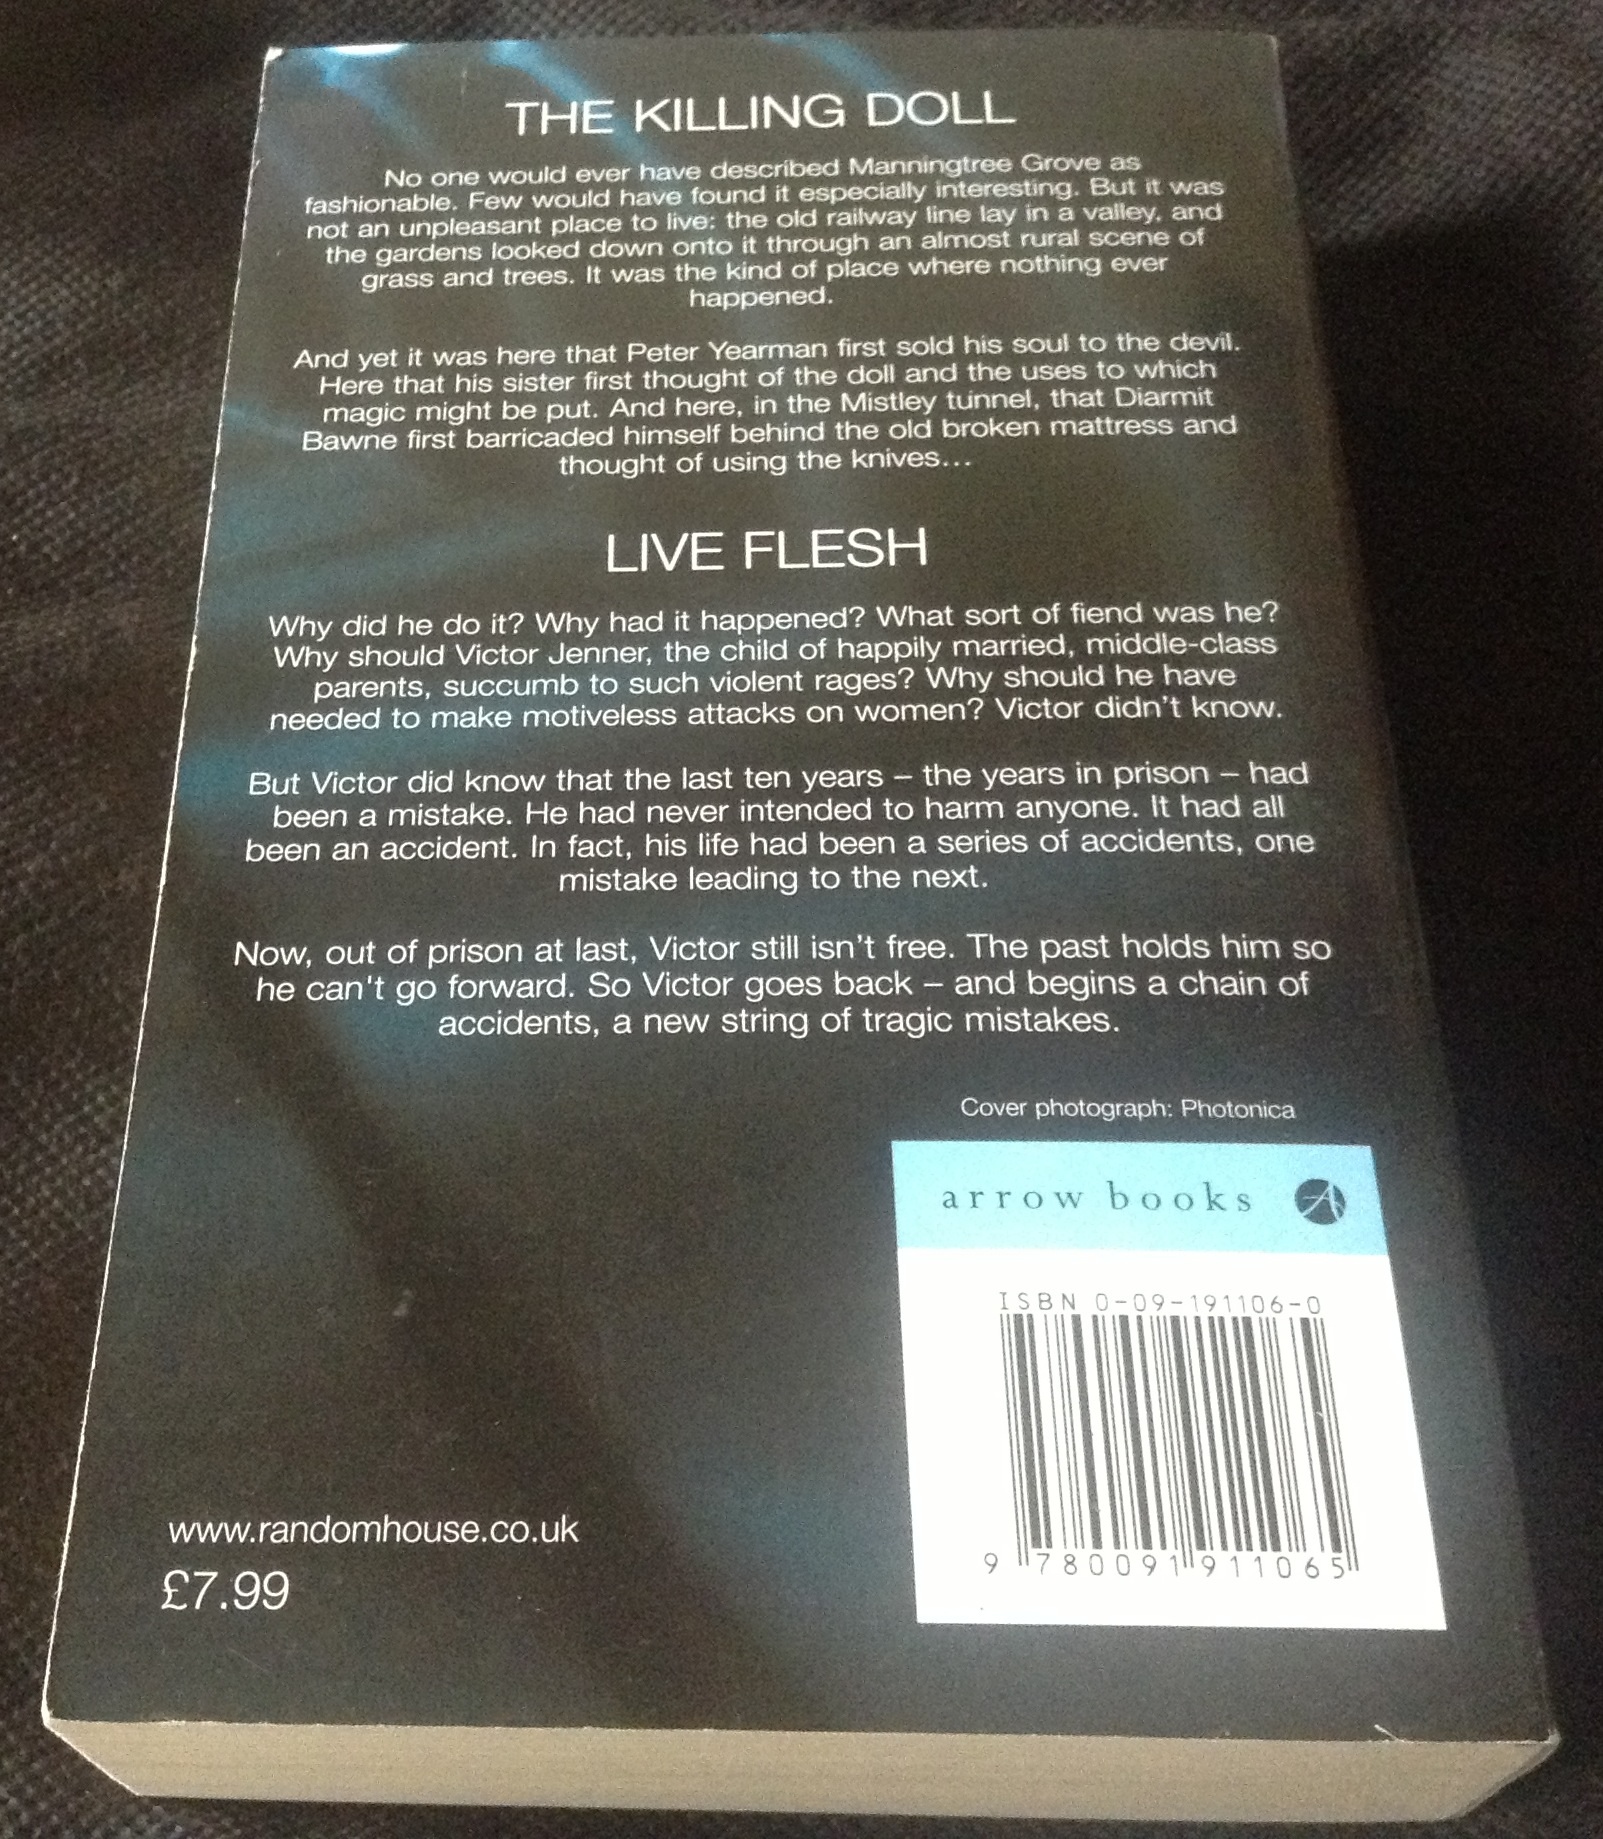 THE KILLING DOLL
No one would ever have described Manningtree Grove as
fashionable. Few would have found it especially interesting. But it was
not an unpleasant place to live: the old railway line lay in a valley, and
the gardens looked down onto it through an almost rural scene of
grass and trees. It was the kind of place where nothing ever
happened.
And yet it was here that Peter Yearman first sold his soul to the devil.
Here that his sister first thought of the doll and the uses to which
magic might be put. And here, in the Mistley tunnel, that Diarmit
Bawne first barricaded himself behind the old broken mattress and
thought of using the knives...
LIVE FLESH
Why did he do it? Why had it happened? What sort of fiend was he?
Why should Victor Jenner, the child of happily married, middle-class
parents, succumb to such violent rages? Why should he have
needed to make motiveless attacks on women? Victor didn't know.
But Victor did know that the last ten years – the years in prison – had
been a mistake. He had never intended to harm anyone. It had all
been an accident. In fact, his life had been a series of accidents, one
mistake leading to the next.
Now, out of prison at last, Victor still isn't free. The past holds him so
he can't go forward. So Victor goes back – and begins a chain of
accidents, a new string of tragic mistakes.
Cover photograph: Photonica
arrow books A
ISBN 0-09-191106-0
9 780091 911065
www.randomhouse.co.uk
£7.99